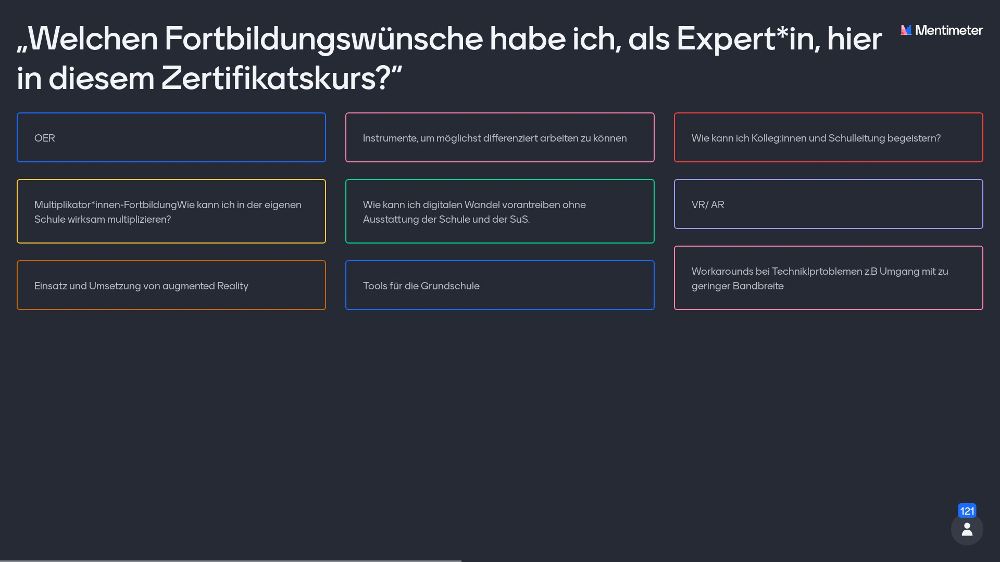 „Welchen Fortbildungswünsche habe ich, als Expert*in, hier
in diesem Zertifikatskurs?“
Mentimeter
OER
Instrumente, um möglichst differenziert arbeiten zu können
Wie kann ich Kolleg:innen und Schulleitung begeistern?
Multiplikator*innen-FortbildungWie kann ich in der eigenen
Schule wirksam multiplizieren?
Wie kann ich digitalen Wandel vorantreiben ohne
Ausstattung der Schule und der SuS.
VR/ AR
Einsatz und Umsetzung von augmented Reality
Tools für die Grundschule
Workarounds bei Techniklprtoblemen z.B Umgang mit zu
geringer Bandbreite
121